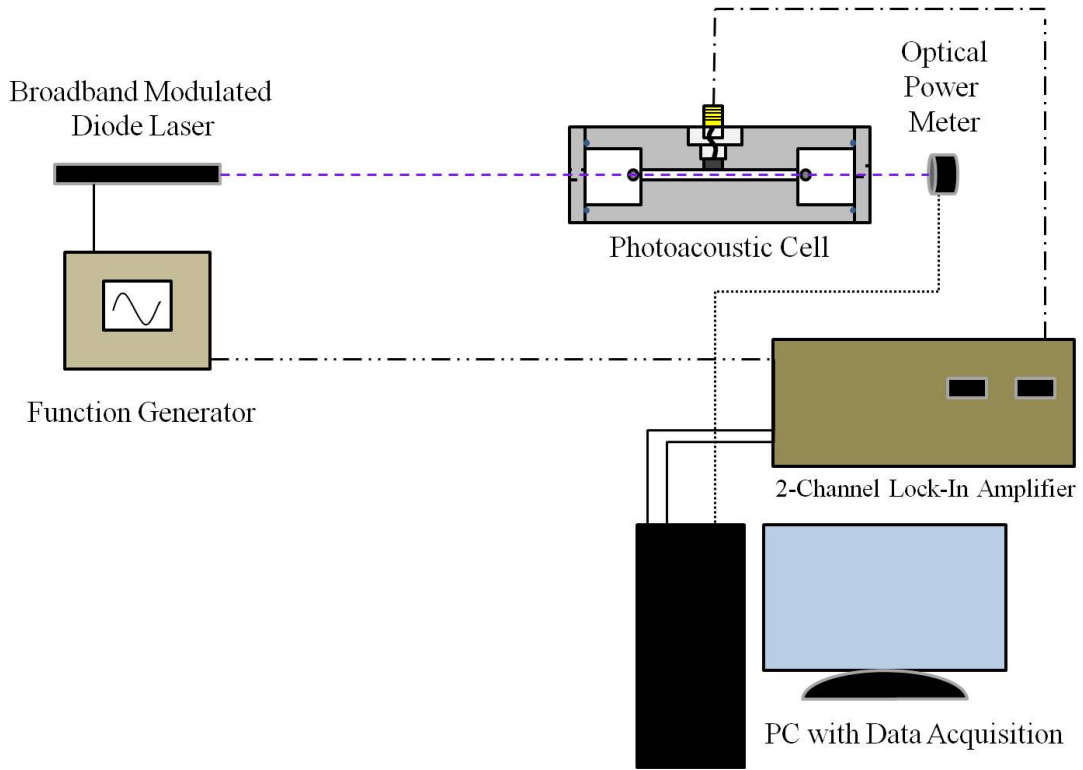 Broadband Modulated
Diode Laser
Optical
Power
Meter
Photoacoustic Cell
Function Generator
2-Channel Lock-In Amplifier
PC with Data Acquisition